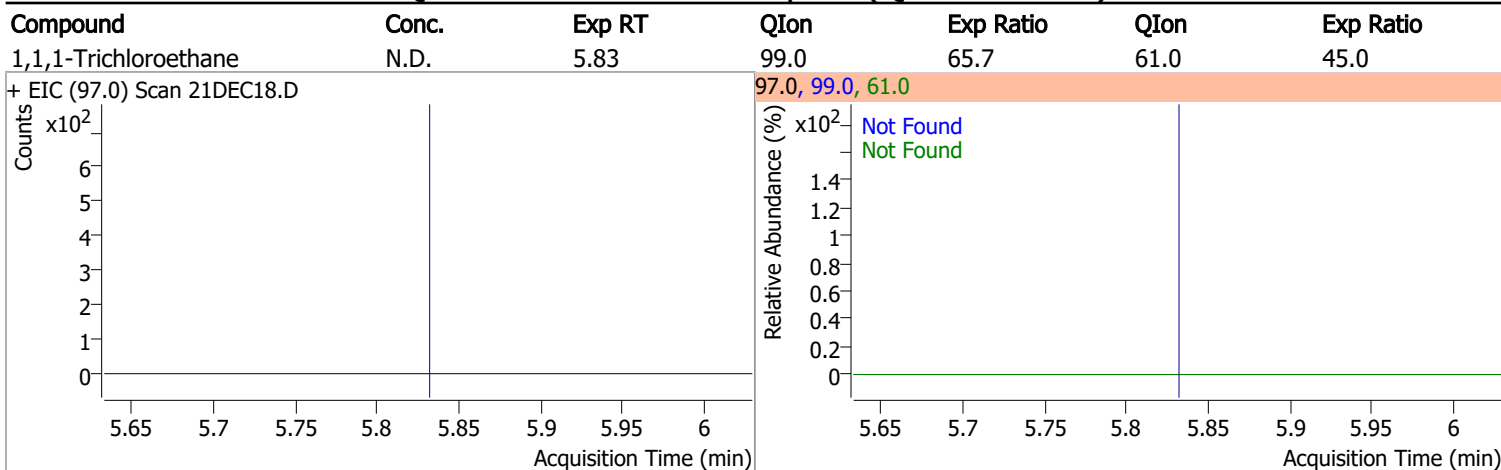 Compound Conc. Exp RT QIon Exp Ratio QIon Exp Ratio
1,1,1-Trichloroethane N.D. 5.83 99.0 65.7 61.0 45.0
+ EIC (97.0) Scan 21DEC18.D
Counts
x10²
6
5
4
3
2
1
0
5.65 5.7 5.75 5.8 5.85 5.9 5.95 6
Acquisition Time (min)
97.0, 99.0, 61.0
Relative Abundance (%)
x10²
Not Found
Not Found
1.4
1.2
1
0.8
0.6
0.4
0.2
0
5.65 5.7 5.75 5.8 5.85 5.9 5.95 6
Acquisition Time (min)